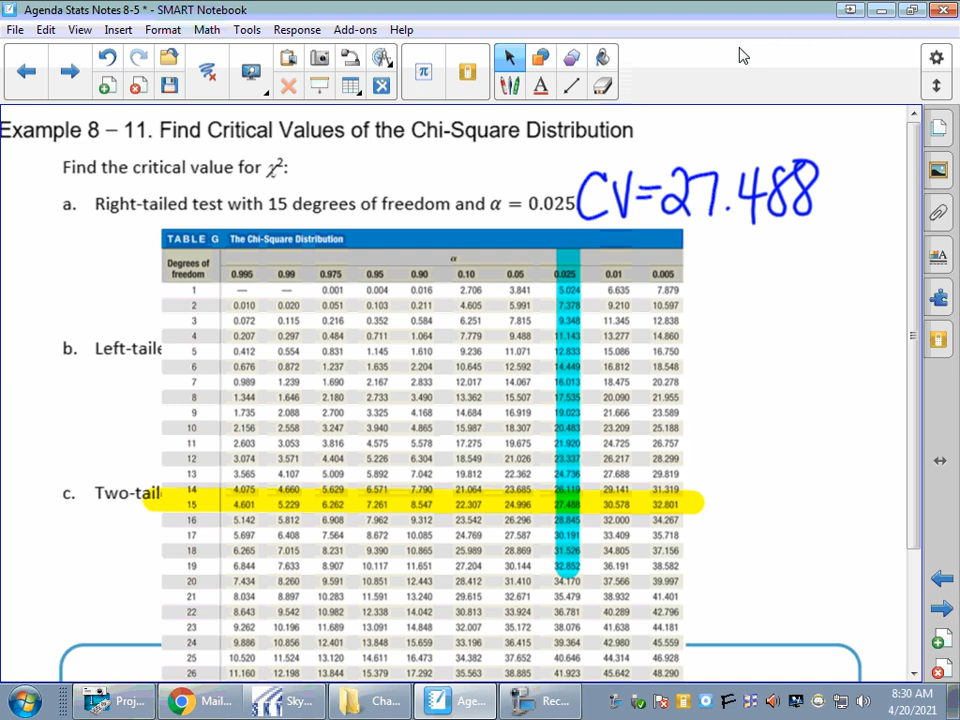 Agenda Stats Notes 8-5 * - SMART Notebook
File Edit View Insert Format Math Tools Response Add-ons Help
π A
Example 8 – 11. Find Critical Values of the Chi-Square Distribution
Find the critical value for χ²:
a. Right-tailed test with 15 degrees of freedom and α = 0.025
CV=27.488
TABLE G The Chi-Square Distribution
α
Degrees of
freedom 0.995 0.99 0.975 0.95 0.90 0.10 0.05 0.025 0.01 0.005
1 — — 0.001 0.004 0.016 2.706 3.841 5.024 6.635 7.879
2 0.010 0.020 0.051 0.103 0.211 4.605 5.991 7.378 9.210 10.597
3 0.072 0.115 0.216 0.352 0.584 6.251 7.815 9.348 11.345 12.838
4 0.207 0.297 0.484 0.711 1.064 7.779 9.488 11.143 13.277 14.860
b. Left-taile
5 0.412 0.554 0.831 1.145 1.610 9.236 11.071 12.833 15.086 16.750
6 0.676 0.872 1.237 1.635 2.204 10.645 12.592 14.449 16.812 18.548
7 0.989 1.239 1.690 2.167 2.833 12.017 14.067 16.013 18.475 20.278
8 1.344 1.646 2.180 2.733 3.490 13.362 15.507 17.535 20.090 21.955
9 1.735 2.088 2.700 3.325 4.168 14.684 16.919 19.023 21.666 23.589
10 2.156 2.558 3.247 3.940 4.865 15.987 18.307 20.483 23.209 25.188
11 2.603 3.053 3.816 4.575 5.578 17.275 19.675 21.920 24.725 26.757
12 3.074 3.571 4.404 5.226 6.304 18.549 21.026 23.337 26.217 28.299
13 3.565 4.107 5.009 5.892 7.042 19.812 22.362 24.736 27.688 29.819
14 4.075 4.660 5.629 6.571 7.790 21.064 23.685 26.119 29.141 31.319
c. Two-tail
15 4.601 5.229 6.262 7.261 8.547 22.307 24.996 27.488 30.578 32.801
16 5.142 5.812 6.908 7.962 9.312 23.542 26.296 28.845 32.000 34.267
17 5.697 6.408 7.564 8.672 10.085 24.769 27.587 30.191 33.409 35.718
18 6.265 7.015 8.231 9.390 10.865 25.989 28.869 31.526 34.805 37.156
19 6.844 7.633 8.907 10.117 11.651 27.204 30.144 32.852 36.191 38.582
20 7.434 8.260 9.591 10.851 12.443 28.412 31.410 34.170 37.566 39.997
21 8.034 8.897 10.283 11.591 13.240 29.615 32.671 35.479 38.932 41.401
22 8.643 9.542 10.982 12.338 14.042 30.813 33.924 36.781 40.289 42.796
23 9.262 10.196 11.689 13.091 14.848 32.007 35.172 38.076 41.638 44.181
24 9.886 10.856 12.401 13.848 15.659 33.196 36.415 39.364 42.980 45.559
25 10.520 11.524 13.120 14.611 16.473 34.382 37.652 40.646 44.314 46.928
26 11.160 12.198 13.844 15.379 17.292 35.563 38.885 41.923 45.642 48.290
Proj... Mail... Sky... Cha... Age... Rec...
8:30 AM
4/20/2021